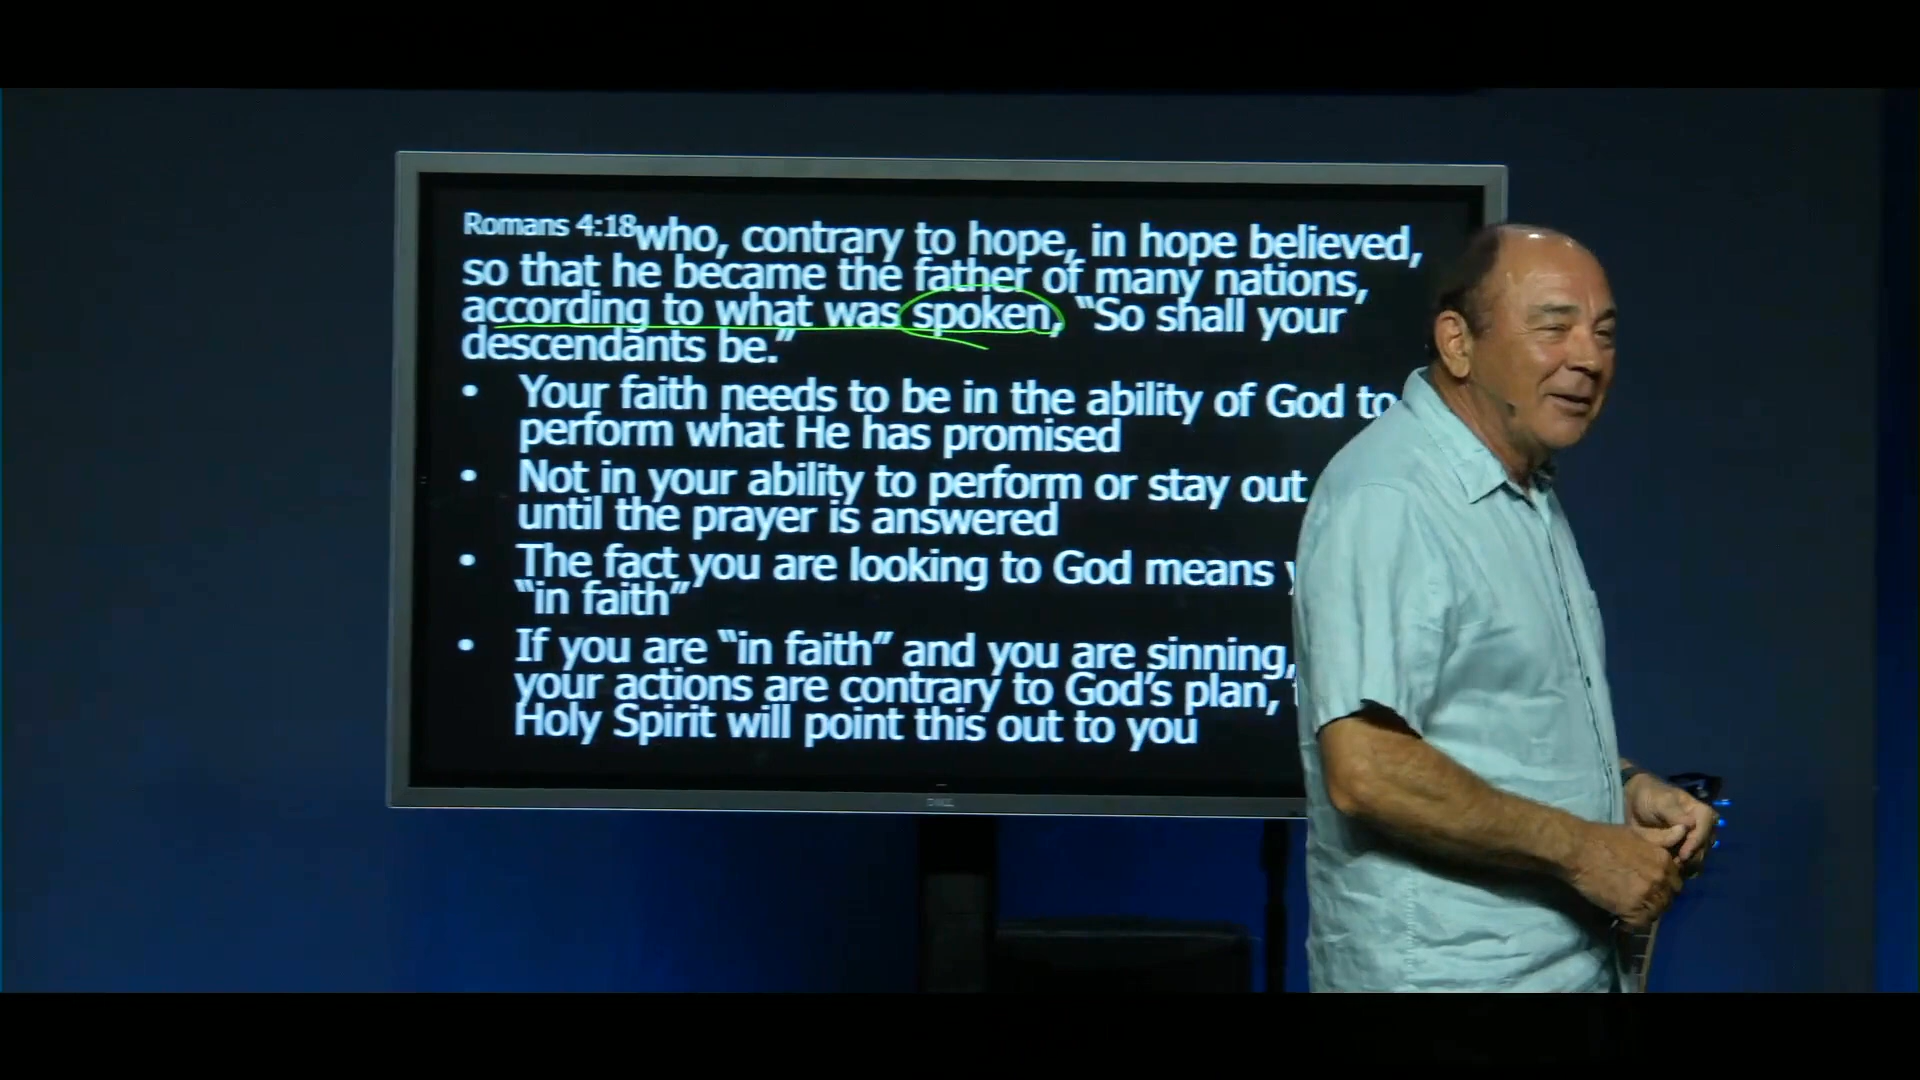 Romans 4:18who, contrary to hope, in hope believed,
so that he became the father of many nations,
according to what was spoken, “So shall your
descendants be.”
• Your faith needs to be in the ability of God to
perform what He has promised
• Not in your ability to perform or stay out
until the prayer is answered
• The fact you are looking to God means
“in faith”
• If you are “in faith” and you are sinning,
your actions are contrary to God’s plan,
Holy Spirit will point this out to you
DELL